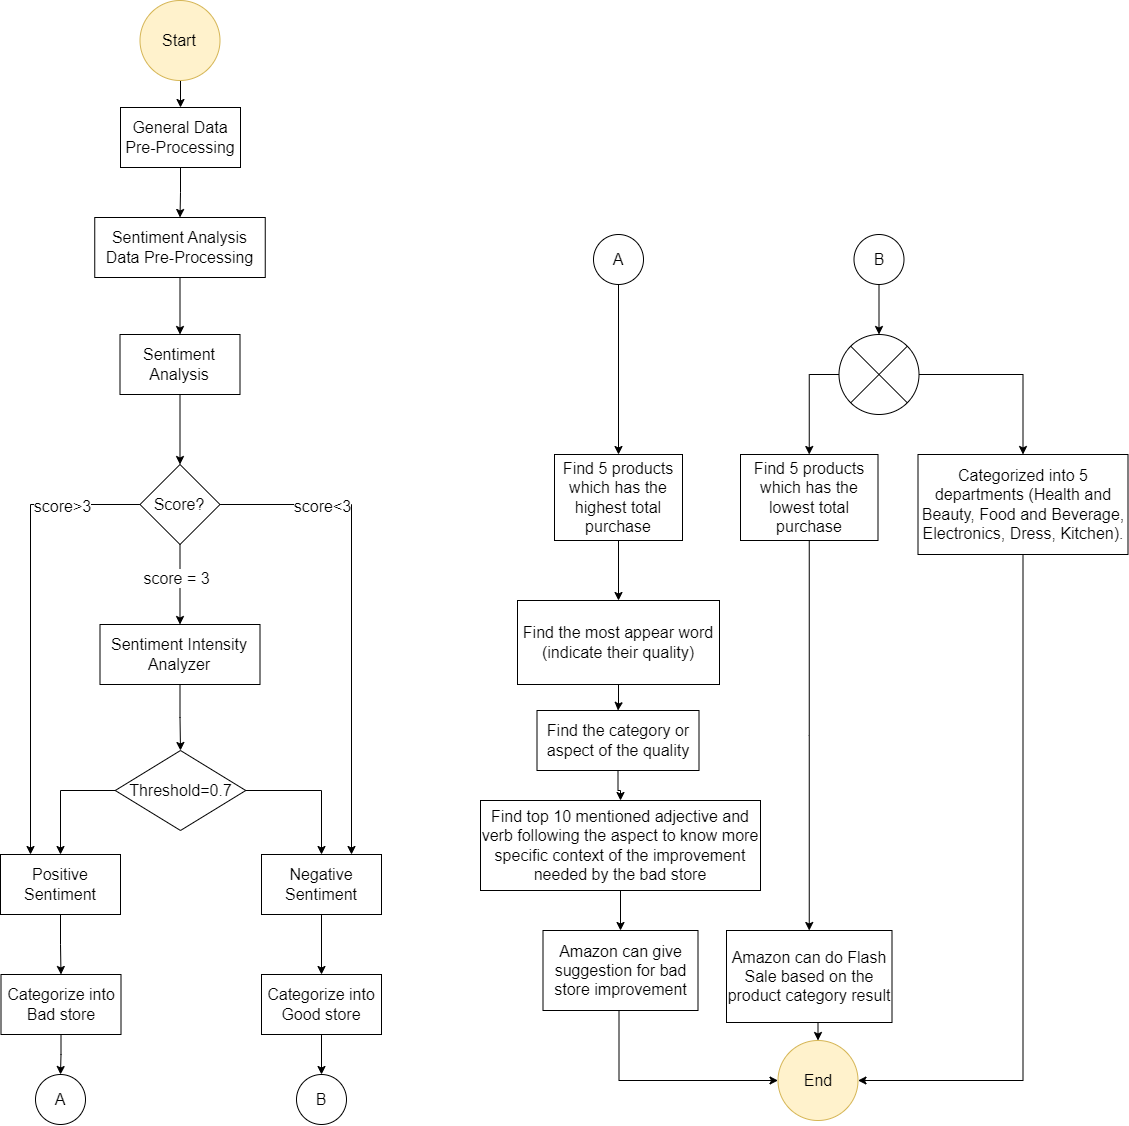 Start
General Data
Pre-Processing
Sentiment Analysis
Data Pre-Processing
Sentiment
Analysis
Score?
score>3
score<3
score = 3
Sentiment Intensity
Analyzer
Threshold=0.7
Positive
Sentiment
Negative
Sentiment
Categorize into
Bad store
Categorize into
Good store
A
B
A
Find 5 products
which has the
highest total
purchase
Find the most appear word
(indicate their quality)
Find the category or
aspect of the quality
Find top 10 mentioned adjective and
verb following the aspect to know more
specific context of the improvement
needed by the bad store
Amazon can give
suggestion for bad
store improvement
B
Find 5 products
which has the
lowest total
purchase
Categorized into 5
departments (Health and
Beauty, Food and Beverage,
Electronics, Dress, Kitchen).
Amazon can do Flash
Sale based on the
product category result
End